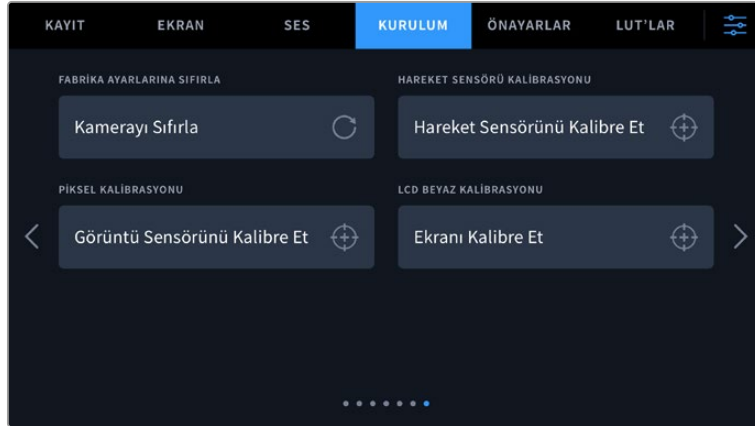 KAYIT EKRAN SES KURULUM ÖNAYARLAR LUT'LAR
FABRİKA AYARLARINA SIFIRLA HAREKET SENSÖRÜ KALİBRASYONU
Kamerayı Sıfırla Hareket Sensörünü Kalibre Et
PİKSEL KALİBRASYONU LCD BEYAZ KALİBRASYONU
Görüntü Sensörünü Kalibre Et Ekranı Kalibre Et